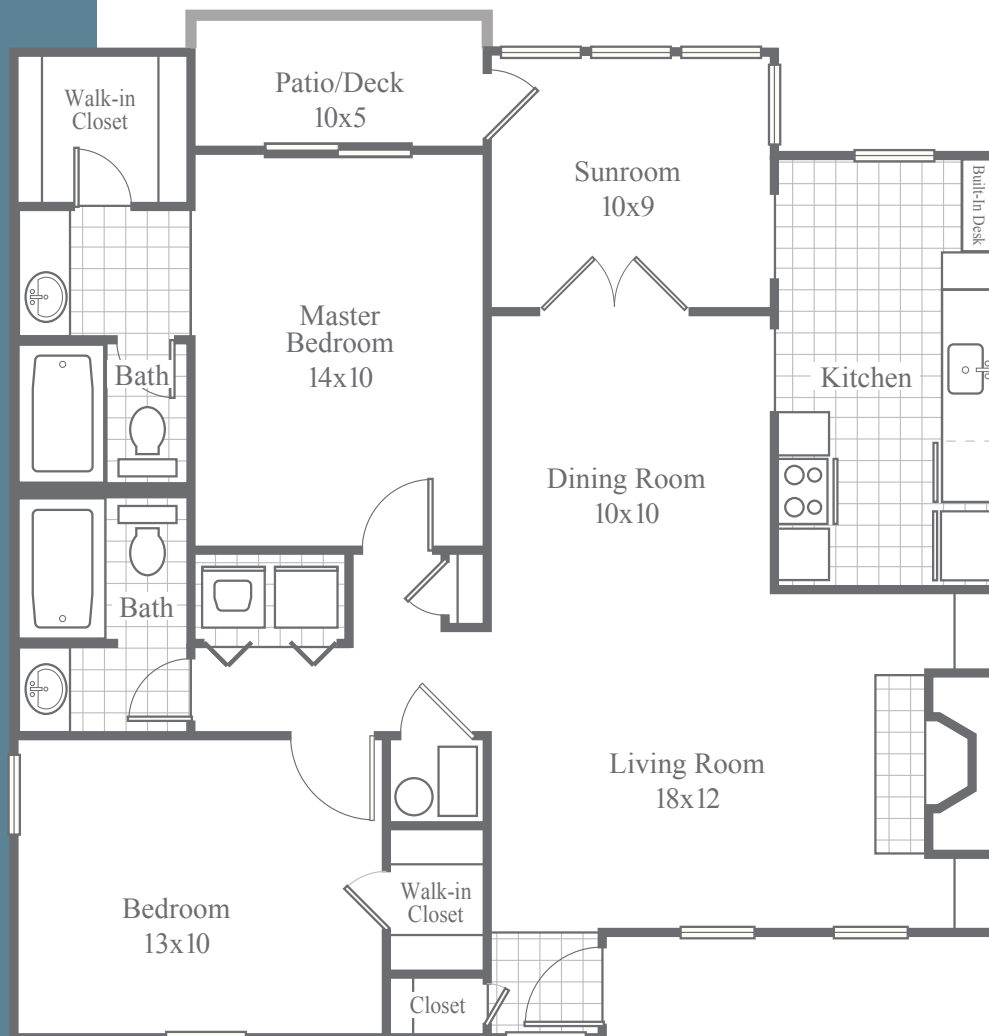 Patio/Deck
10x5
Walk-in
Closet
Sunroom
10x9
Built-In Desk
Master
Bedroom
14x10
Bath
Kitchen
Dining Room
10x10
Bath
Living Room
18x12
Walk-in
Closet
Bedroom
13x10
Closet